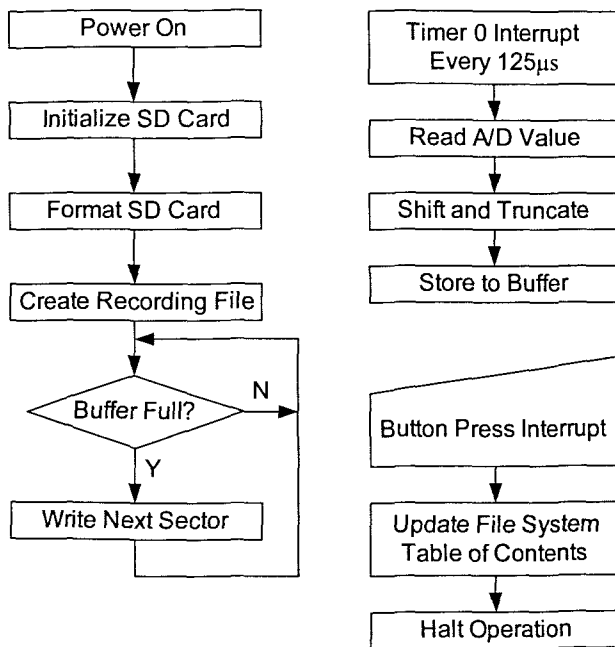 Power On
Initialize SD Card
Format SD Card
Create Recording File
Buffer Full?
N
Y
Write Next Sector
Timer 0 Interrupt
Every 125μs
Read A/D Value
Shift and Truncate
Store to Buffer
Button Press Interrupt
Update File System
Table of Contents
Halt Operation